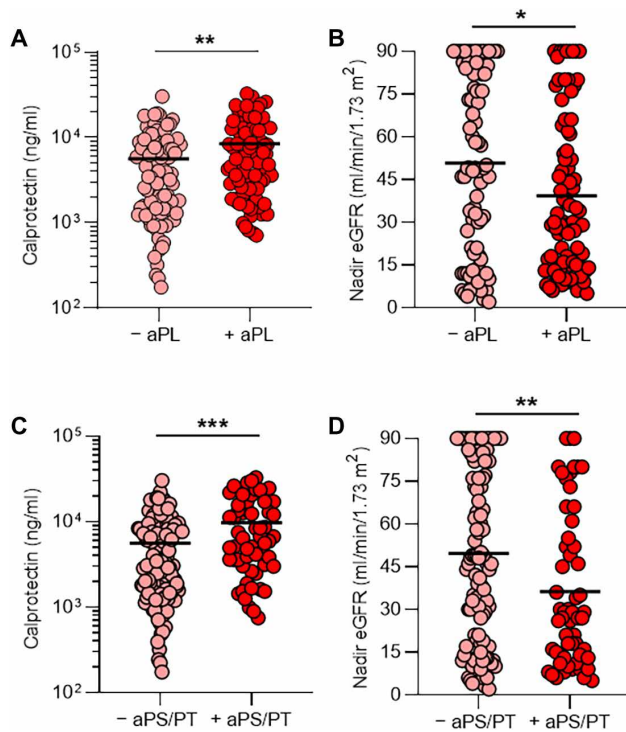 A
**
Calprotectin (ng/ml)
10⁵
10⁴
10³
10²
− aPL
+ aPL
B
*
Nadir eGFR (ml/min/1.73 m²)
90
75
60
45
30
15
0
− aPL
+ aPL
C
***
Calprotectin (ng/ml)
10⁵
10⁴
10³
10²
− aPS/PT
+ aPS/PT
D
**
Nadir eGFR (ml/min/1.73 m²)
90
75
60
45
30
15
0
− aPS/PT
+ aPS/PT